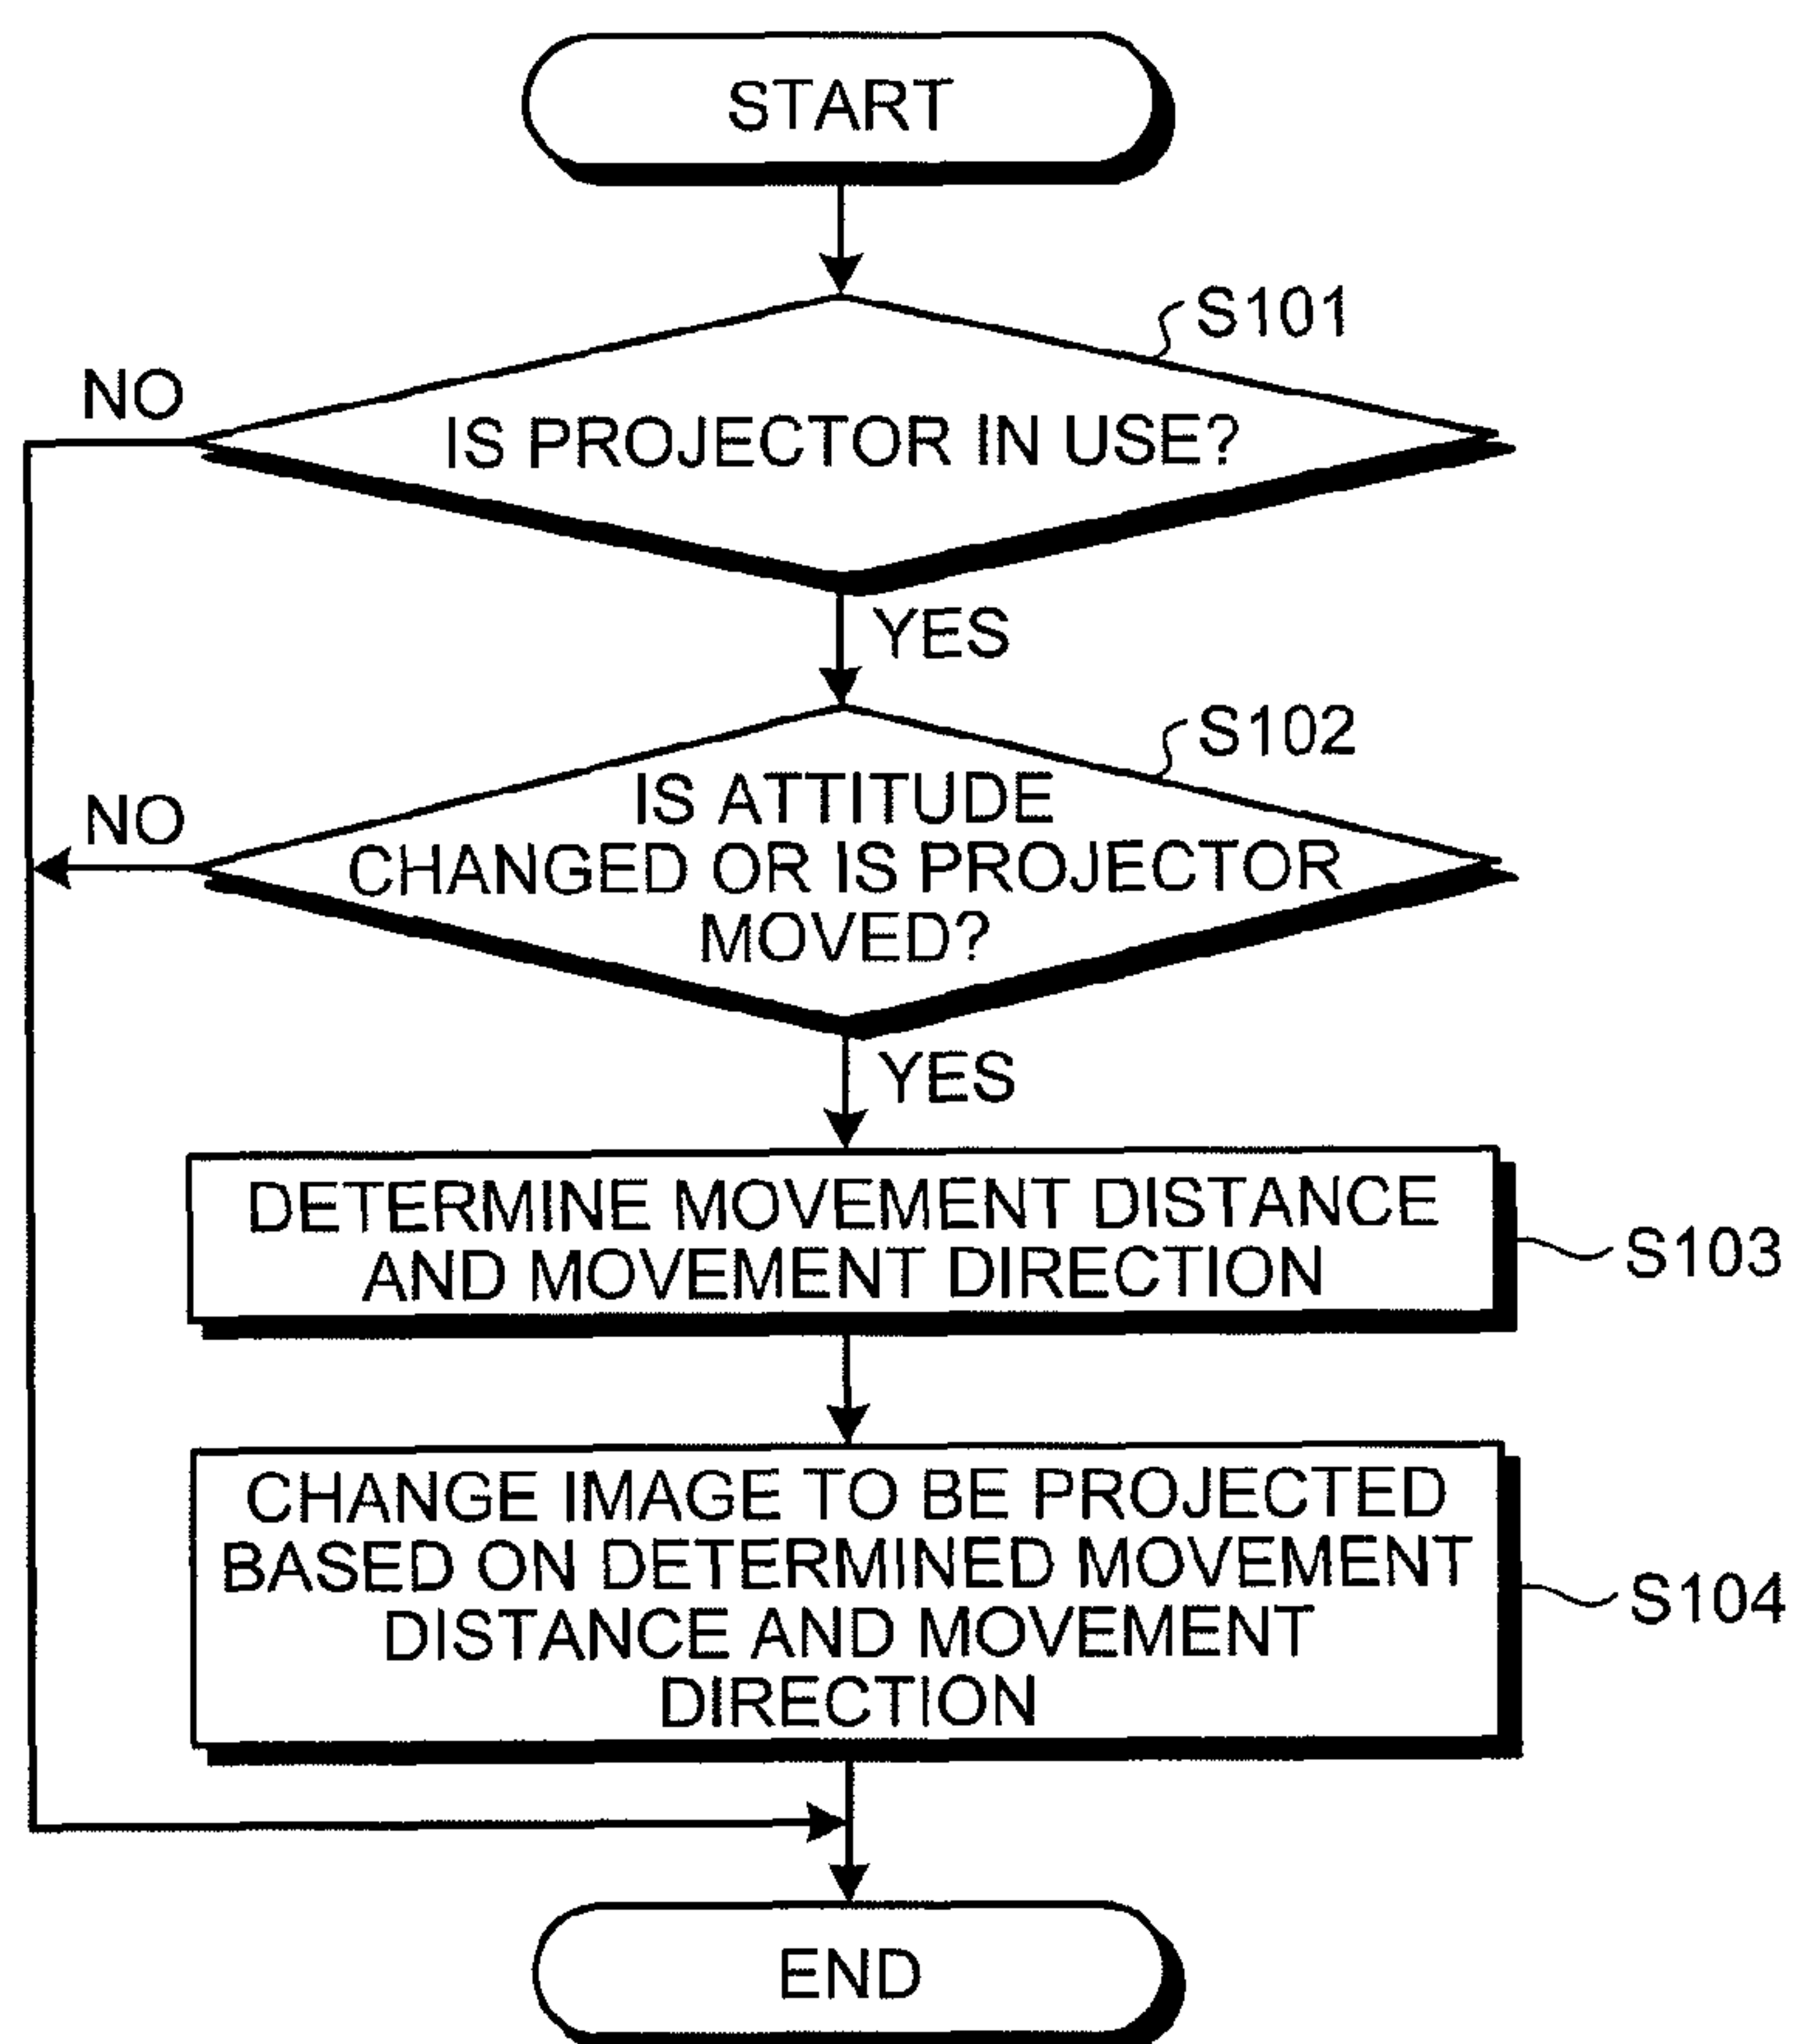 START
S101
NO
IS PROJECTOR IN USE?
YES
S102
NO
IS ATTITUDE
CHANGED OR IS PROJECTOR
MOVED?
YES
DETERMINE MOVEMENT DISTANCE
AND MOVEMENT DIRECTION
S103
CHANGE IMAGE TO BE PROJECTED
BASED ON DETERMINED MOVEMENT
DISTANCE AND MOVEMENT
DIRECTION
S104
END